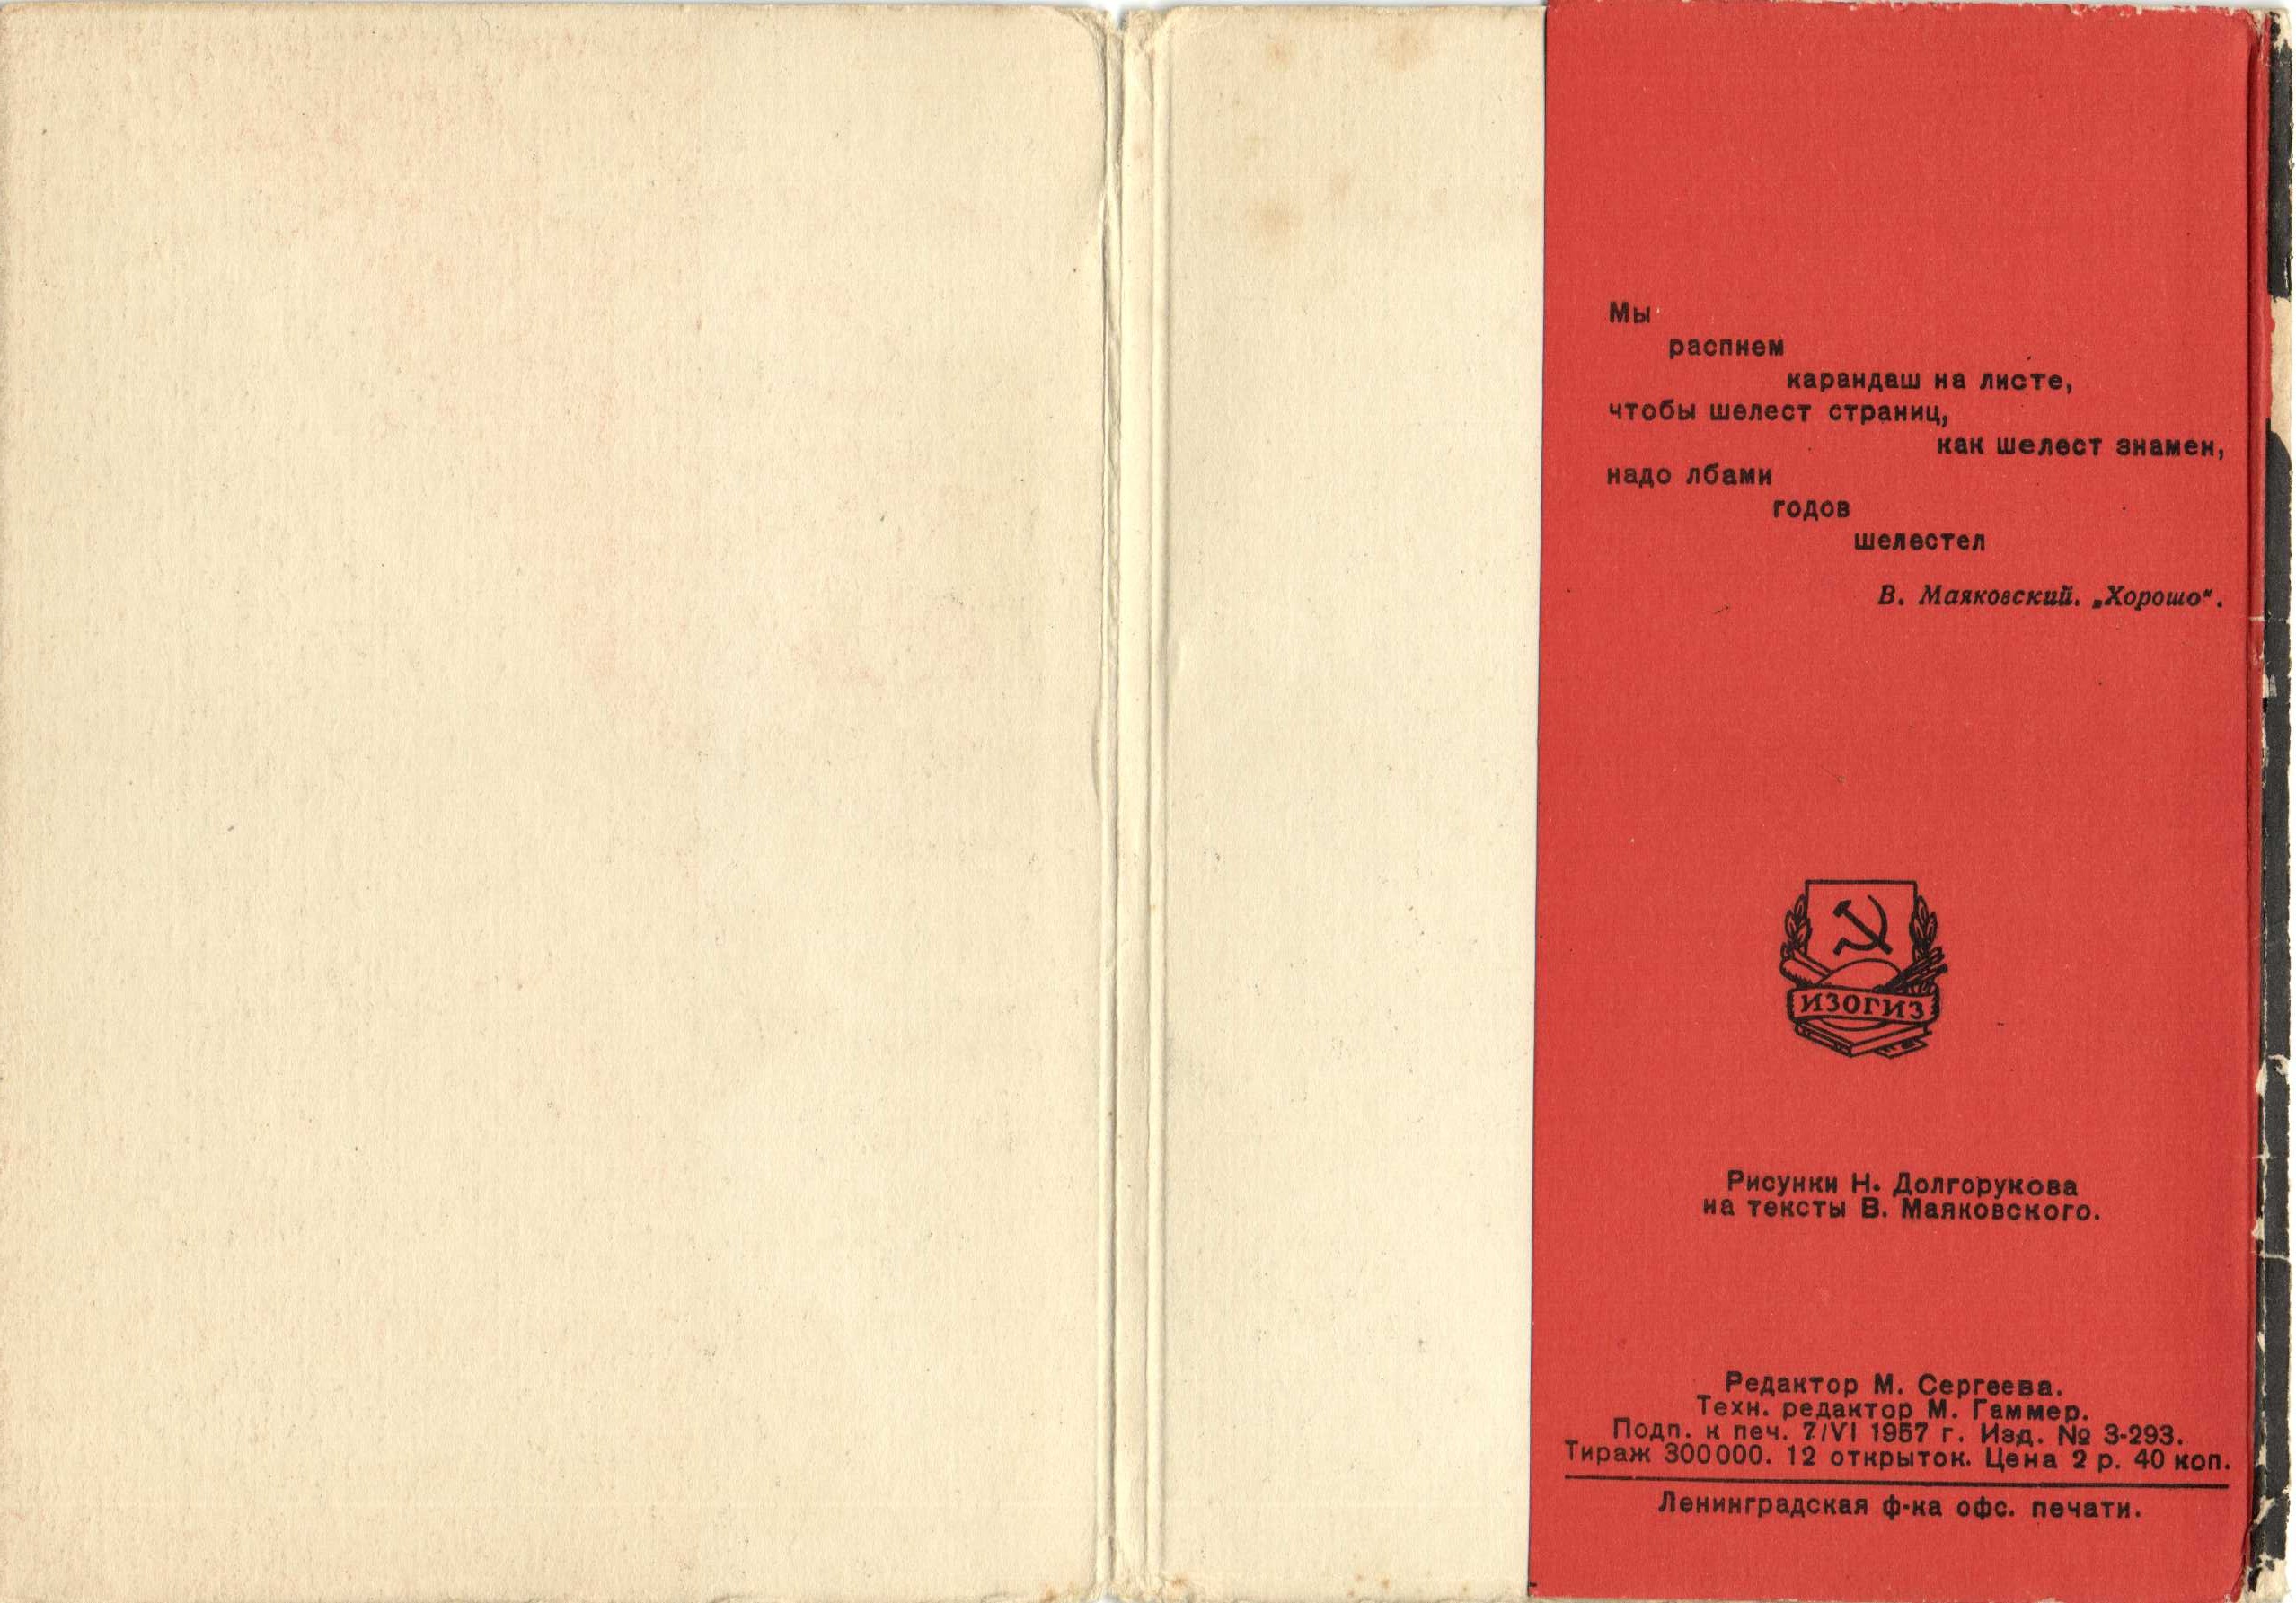 Мы
распнем
карандаш на листе,
чтобы шелест страниц,
как шелест знамен,
надо лбами
годов
шелестел
В. Маяковский. „Хорошо“.
ИЗОГИЗ
Рисунки Н. Долгорукова
на тексты В. Маяковского.
Редактор М. Сергеева.
Техн. редактор М. Гаммер.
Подп. к печ. 7/VI 1957 г. Изд. № 3-293.
Тираж 300000. 12 открыток. Цена 2 р. 40 коп.
Ленинградская ф-ка офс. печати.